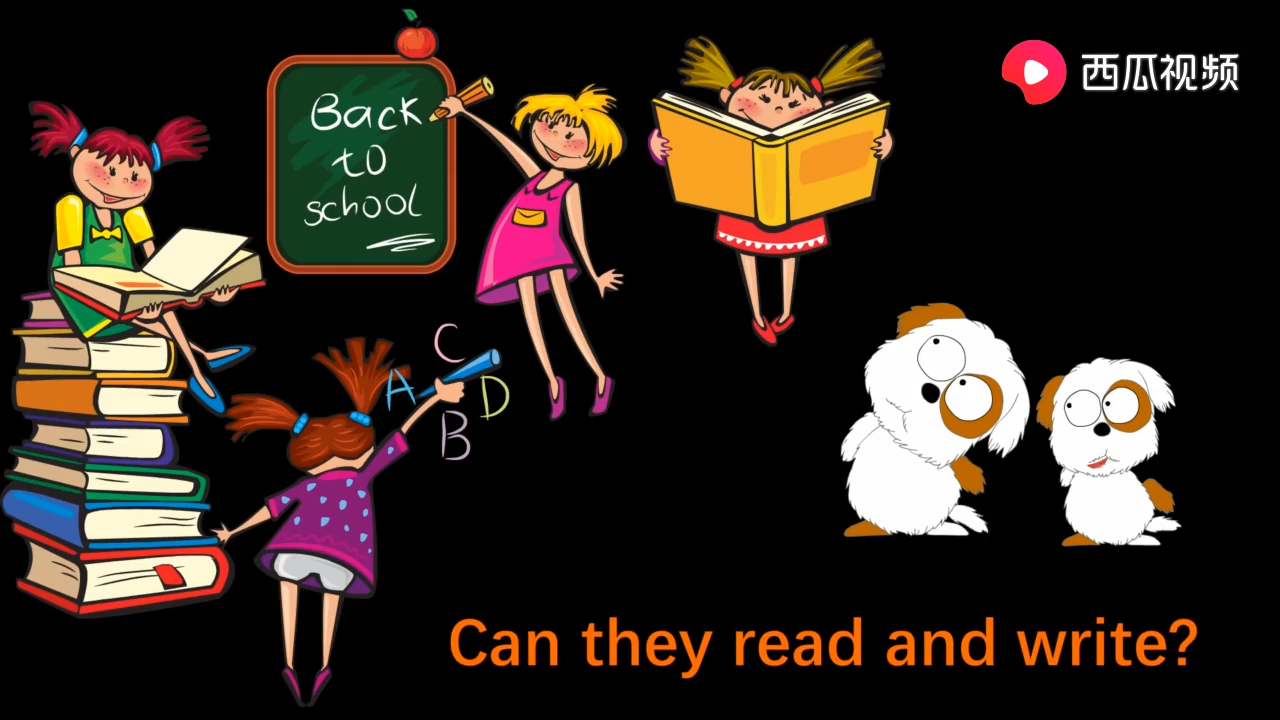 西瓜视频
Back
to
school
C
A
D
B
Can they read and write?